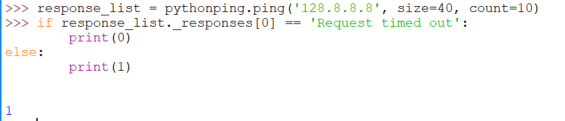 >>> response_list = pythonping.ping('128.8.8.8', size=40, count=10)
>>> if response_list._responses[0] == 'Request timed out':
        print(0)
else:
        print(1)
1